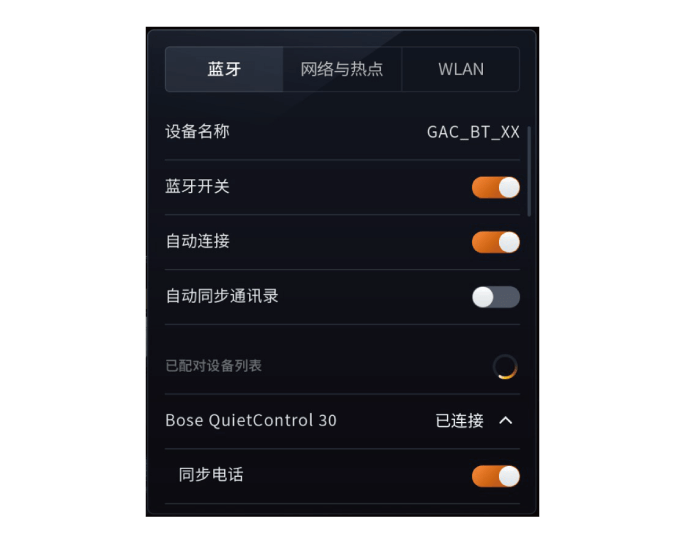 蓝牙 网络与热点 WLAN
设备名称 GAC_BT_XX
蓝牙开关
自动连接
自动同步通讯录
已配对设备列表
Bose QuietControl 30 已连接
同步电话